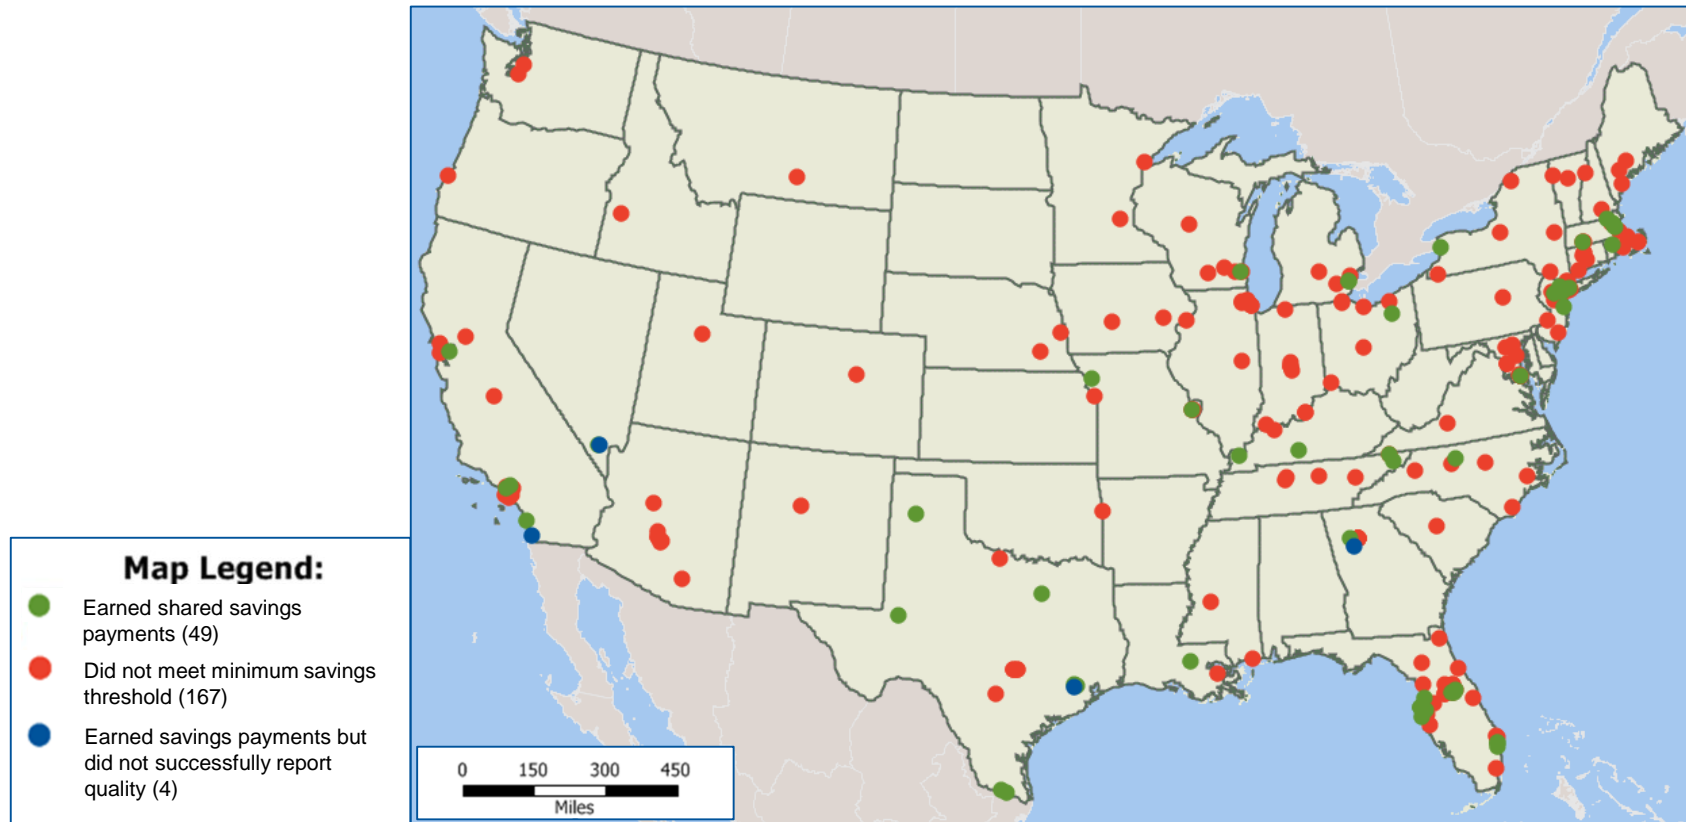 Map Legend:
Earned shared savings
payments (49)
Did not meet minimum savings
threshold (167)
Earned savings payments but
did not successfully report
quality (4)
0 150 300 450
Miles